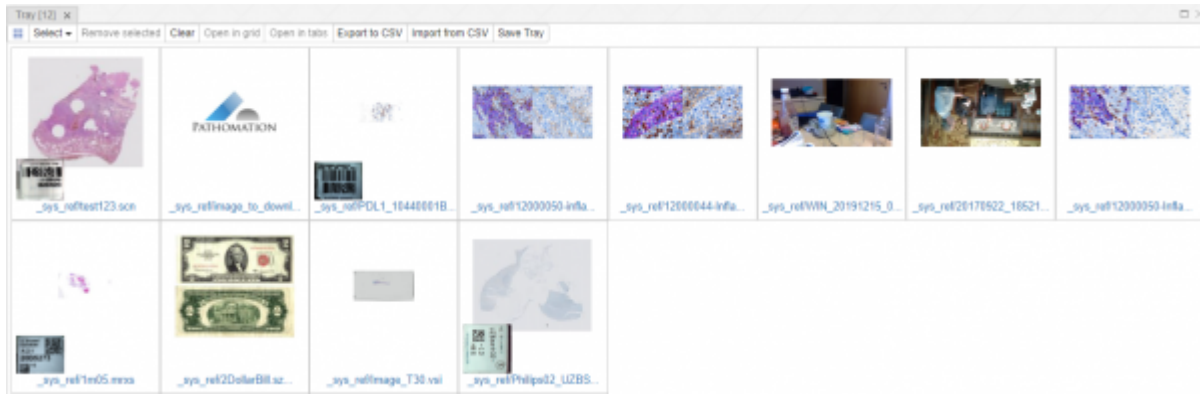 Tray [12] x
Select Remove selected Clear Open in grid Open in tabs Export to CSV Import from CSV Save Tray
PATHOMATION
_sys_ref/test123.scn
_sys_ref/image_to_downl...
_sys_ref/PDL1_10440001B...
_sys_ref/12000050-infla...
_sys_ref/12000044-Infla...
_sys_ref/WIN_20191215_0...
_sys_ref/20170922_18521...
_sys_ref/12000050-Infla...
_sys_ref/1m05.mrxs
_sys_ref/2DollarBill.sz...
_sys_ref/image_T30.vsi
_sys_ref/Philips02_UZBS...